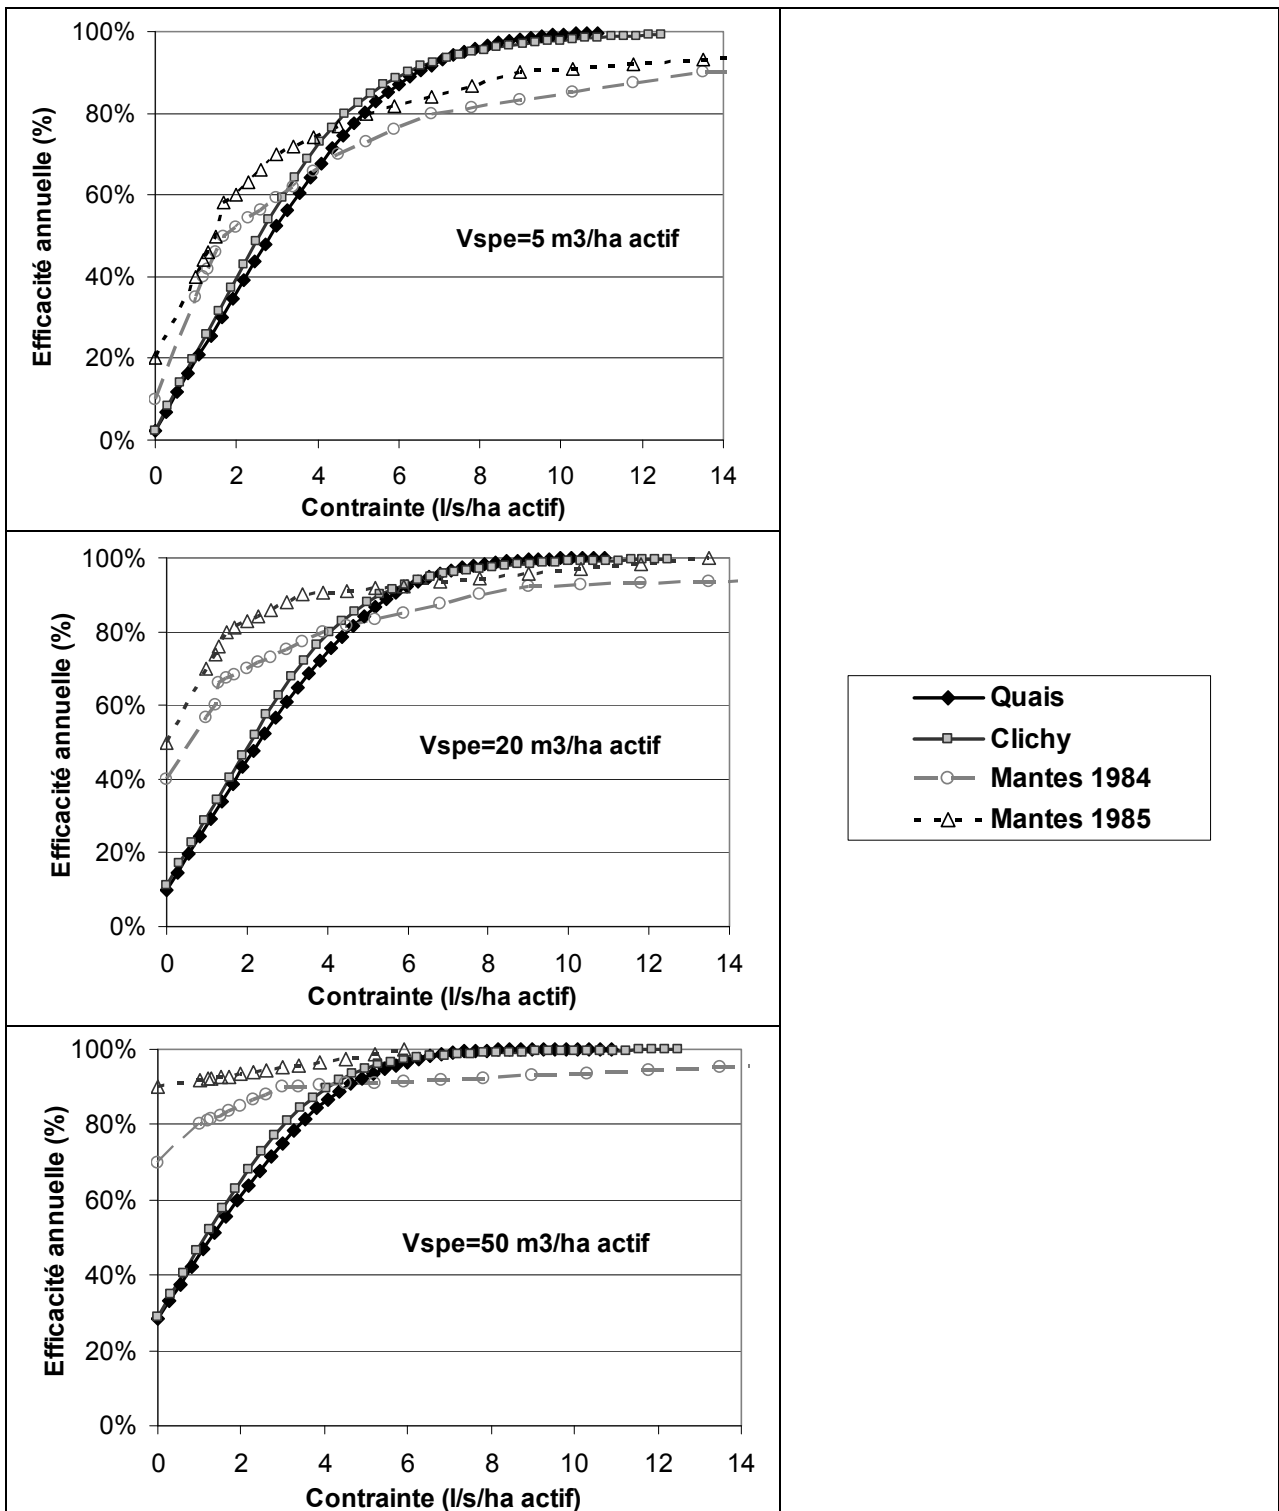 100%
80%
60%
40%
20%
0%
Efficacité annuelle (%)
Vspe=5 m3/ha actif
0 2 4 6 8 10 12 14
Contrainte (l/s/ha actif)
100%
80%
60%
40%
20%
0%
Efficacité annuelle (%)
Vspe=20 m3/ha actif
0 2 4 6 8 10 12 14
Contrainte (l/s/ha actif)
Quais
Clichy
Mantes 1984
Mantes 1985
100%
80%
60%
40%
20%
0%
Efficacité annuelle (%)
Vspe=50 m3/ha actif
0 2 4 6 8 10 12 14
Contrainte (l/s/ha actif)